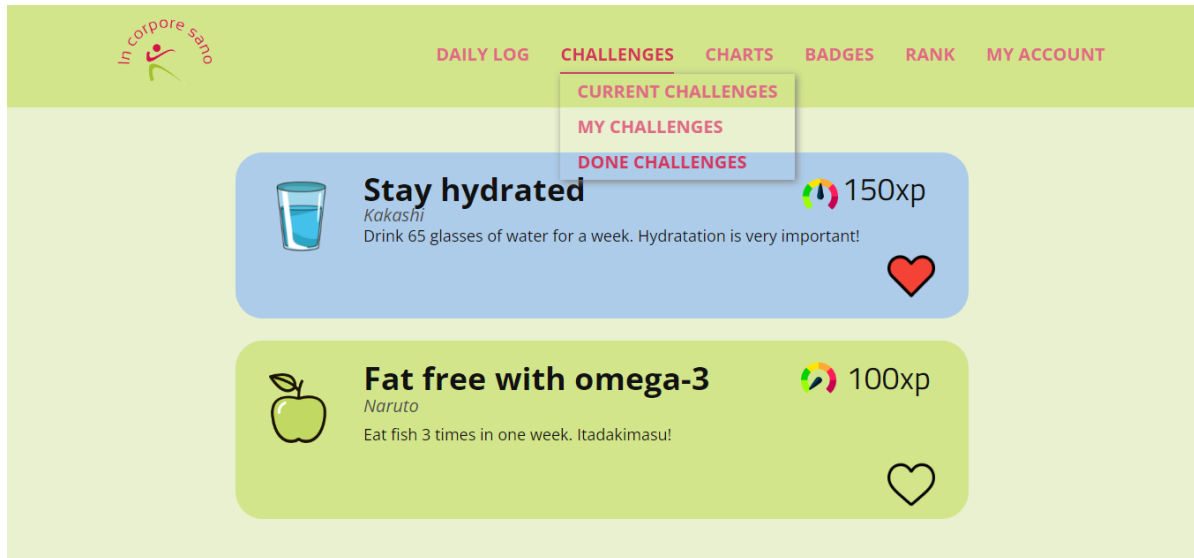 In corpore sano
DAILY LOG CHALLENGES CHARTS BADGES RANK MY ACCOUNT
CURRENT CHALLENGES
MY CHALLENGES
DONE CHALLENGES
Stay hydrated 150xp
Kakashi
Drink 65 glasses of water for a week. Hydratation is very important!
Fat free with omega-3 100xp
Naruto
Eat fish 3 times in one week. Itadakimasu!